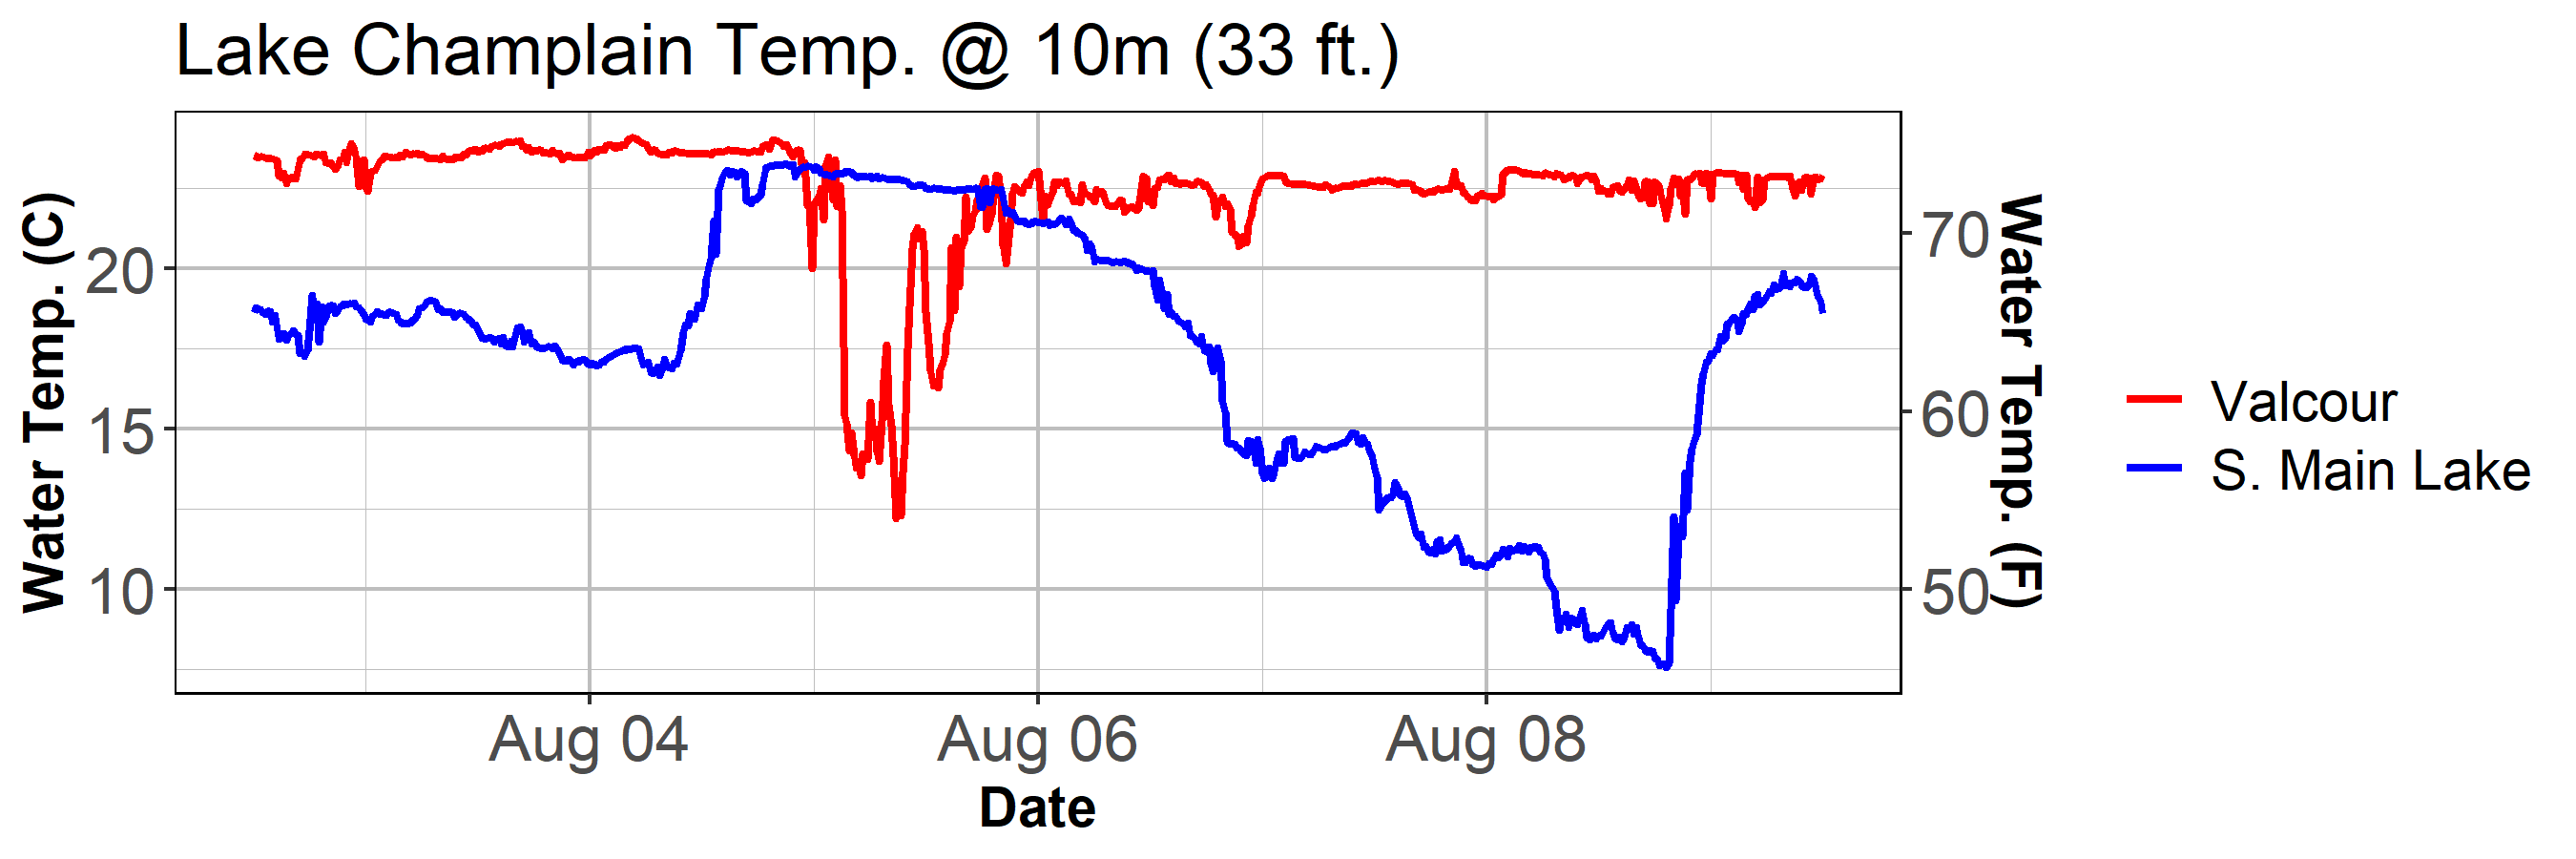 Lake Champlain Temp. @ 10m (33 ft.)
Water Temp. (C)
20
15
10
70
60
50
Water Temp. (F)
Aug 04
Aug 06
Aug 08
Date
Valcour
S. Main Lake